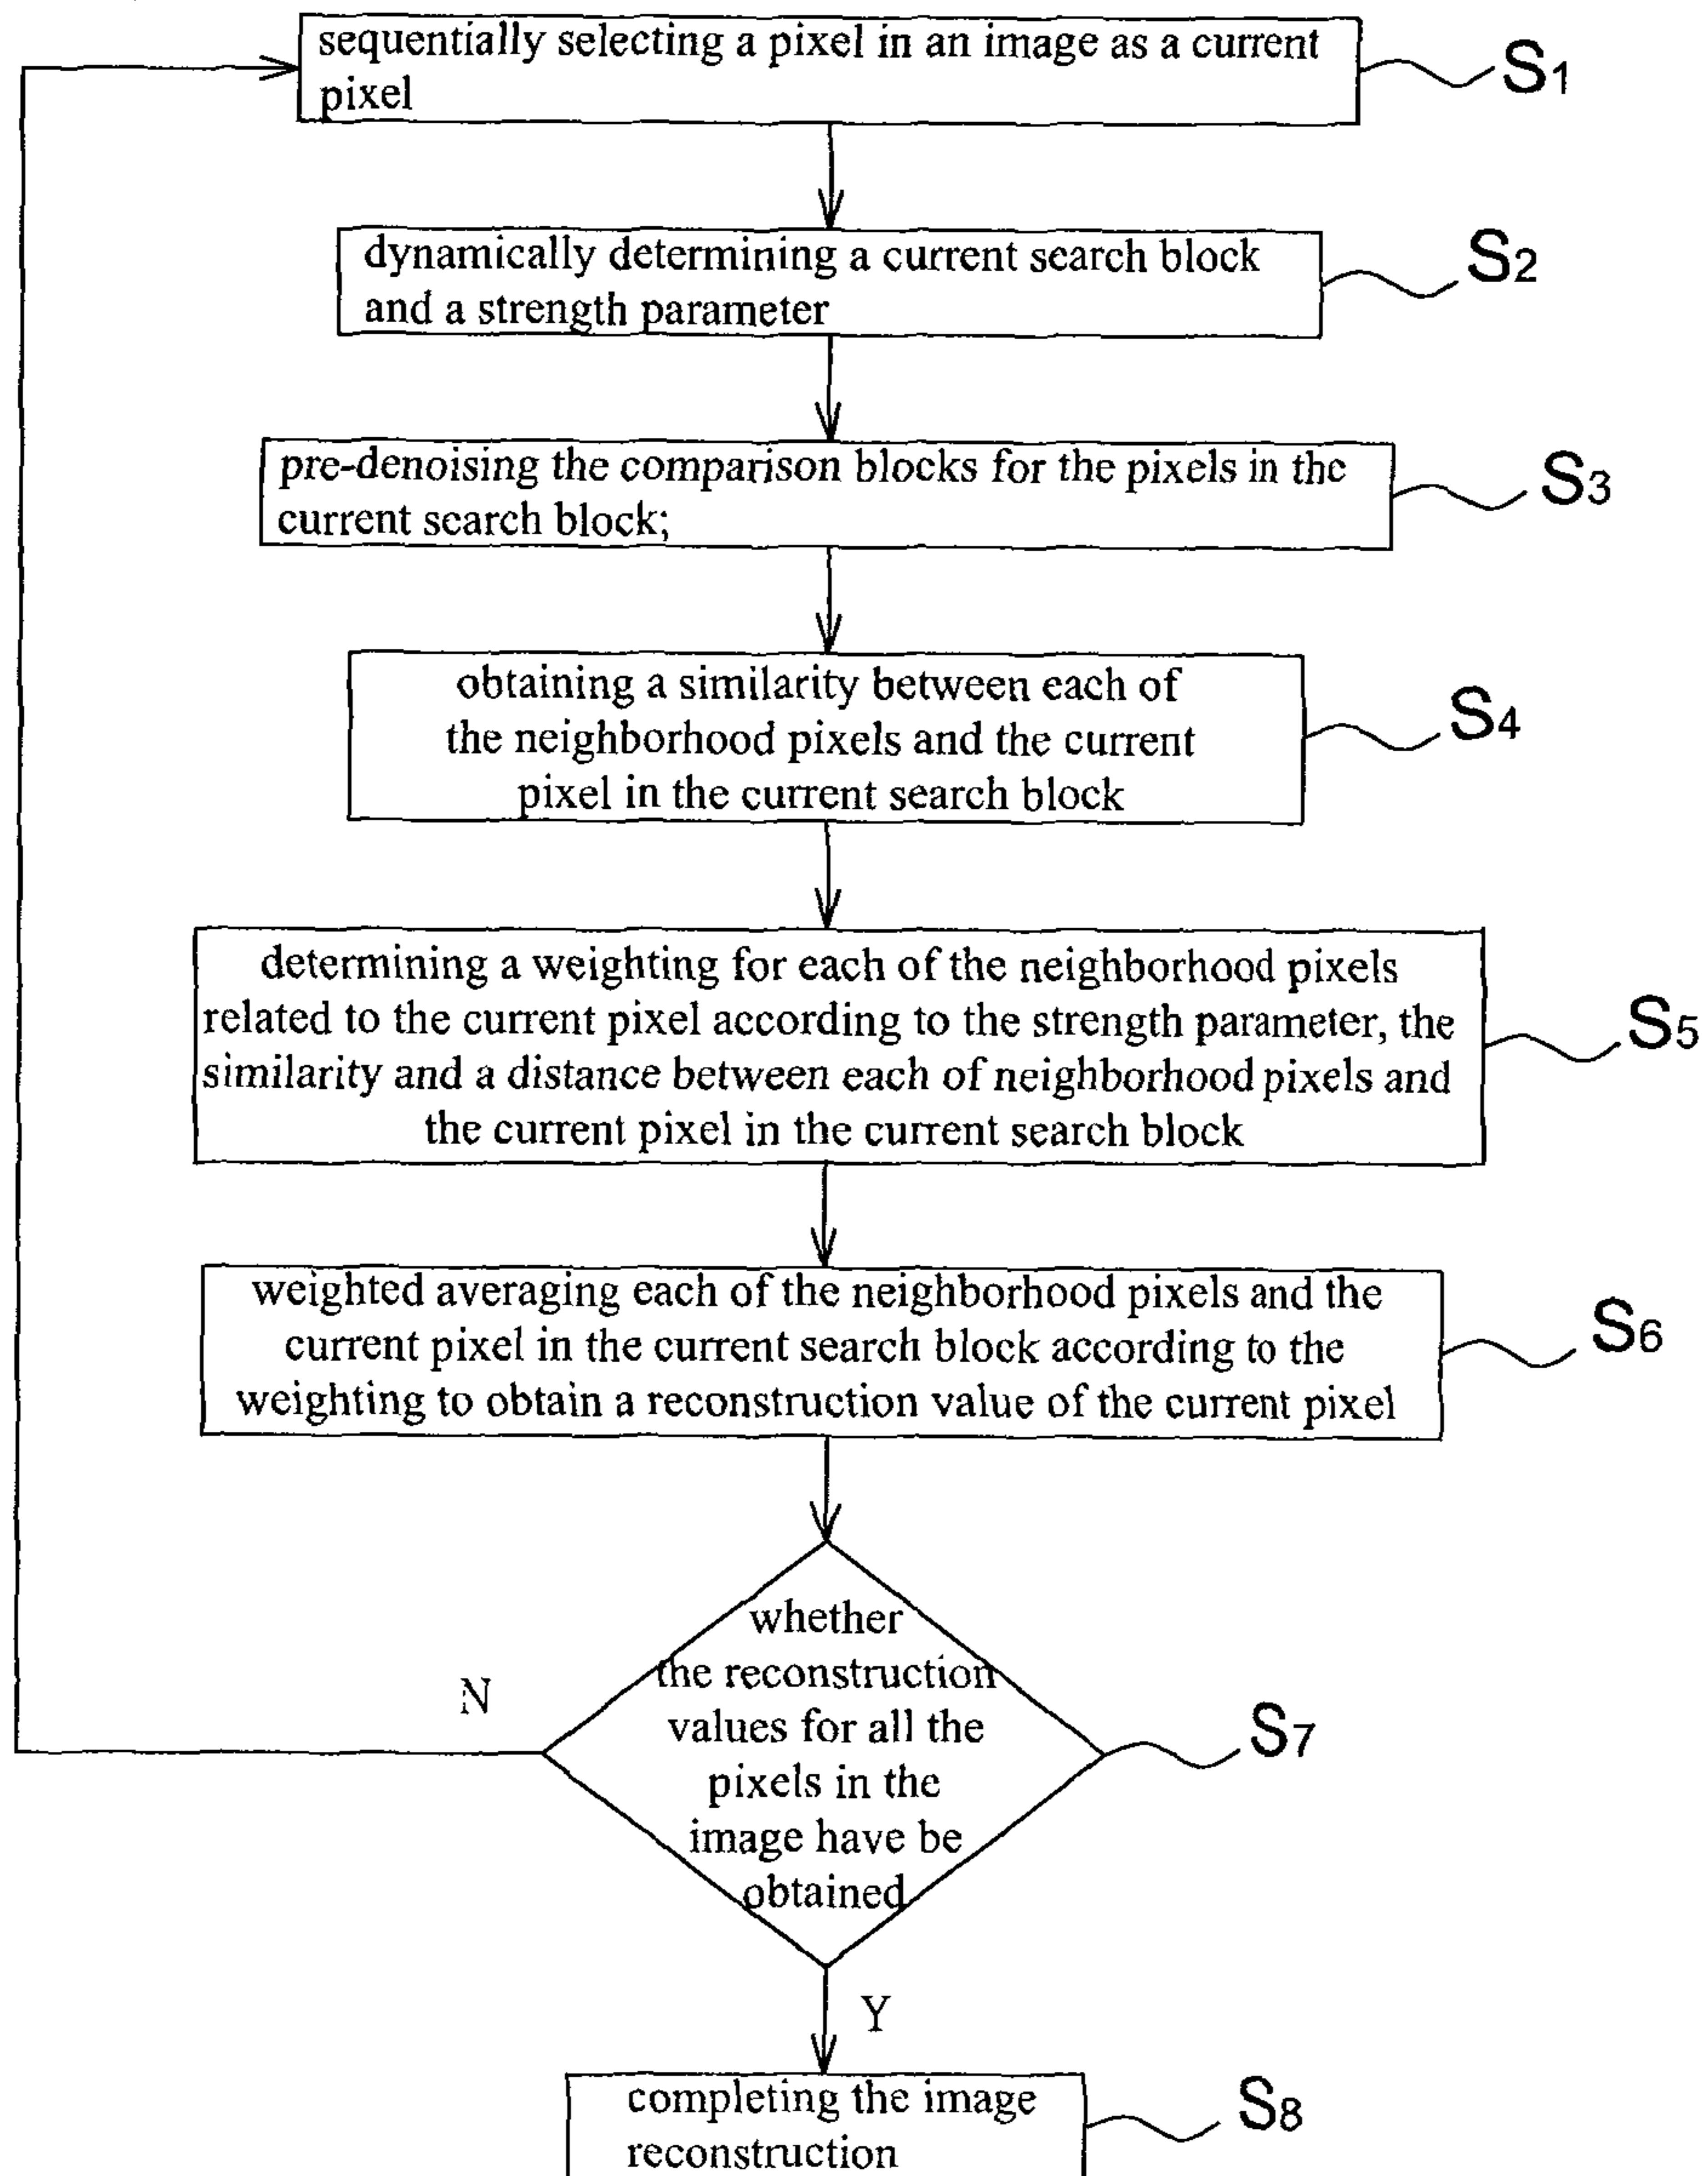 sequentially selecting a pixel in an image as a current
pixel
S1
dynamically determining a current search block
and a strength parameter
S2
pre-denoising the comparison blocks for the pixels in the
current search block;
S3
obtaining a similarity between each of
the neighborhood pixels and the current
pixel in the current search block
S4
determining a weighting for each of the neighborhood pixels
related to the current pixel according to the strength parameter, the
similarity and a distance between each of neighborhood pixels and
the current pixel in the current search block
S5
weighted averaging each of the neighborhood pixels and the
current pixel in the current search block according to the
weighting to obtain a reconstruction value of the current pixel
S6
whether
the reconstruction
values for all the
pixels in the
image have be
obtained
N
S7
Y
completing the image
reconstruction
S8